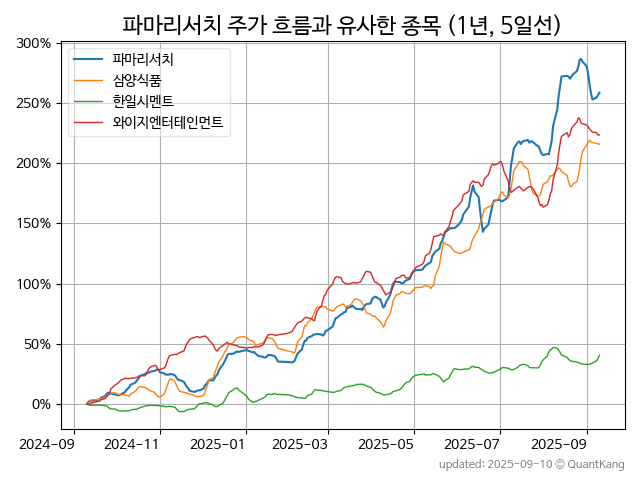 파마리서치 주가 흐름과 유사한 종목 (1년, 5일선)
300%
250%
200%
150%
100%
50%
0%
파마리서치
삼양식품
한일시멘트
와이지엔터테인먼트
2024-09
2024-11
2025-01
2025-03
2025-05
2025-07
2025-09
updated: 2025-09-10 © QuantKang